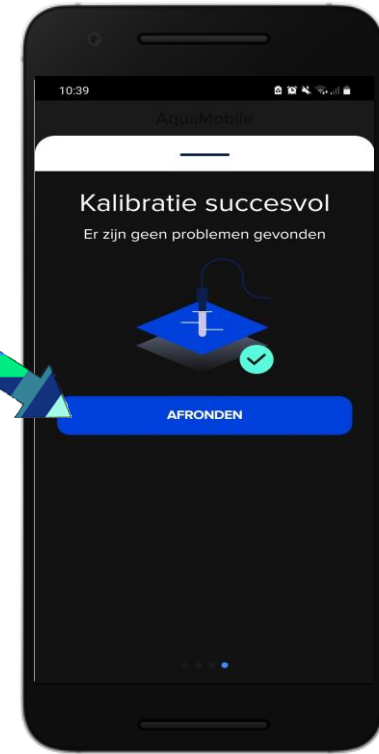 10:39
AquaMobile
Kalibratie succesvol
Er zijn geen problemen gevonden
AFRONDEN